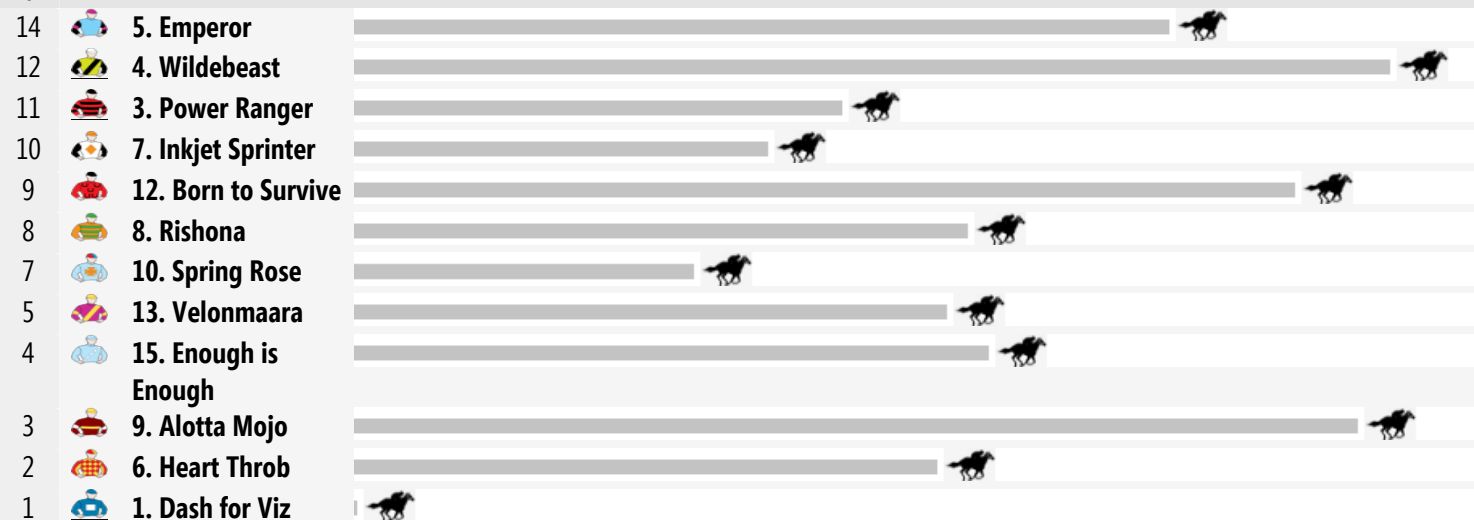 14 5. Emperor
12 4. Wildebeast
11 3. Power Ranger
10 7. Inkjet Sprinter
9 12. Born to Survive
8 8. Rishona
7 10. Spring Rose
5 13. Velonmaara
4 15. Enough is
Enough
3 9. Alotta Mojo
2 6. Heart Throb
1 1. Dash for Viz